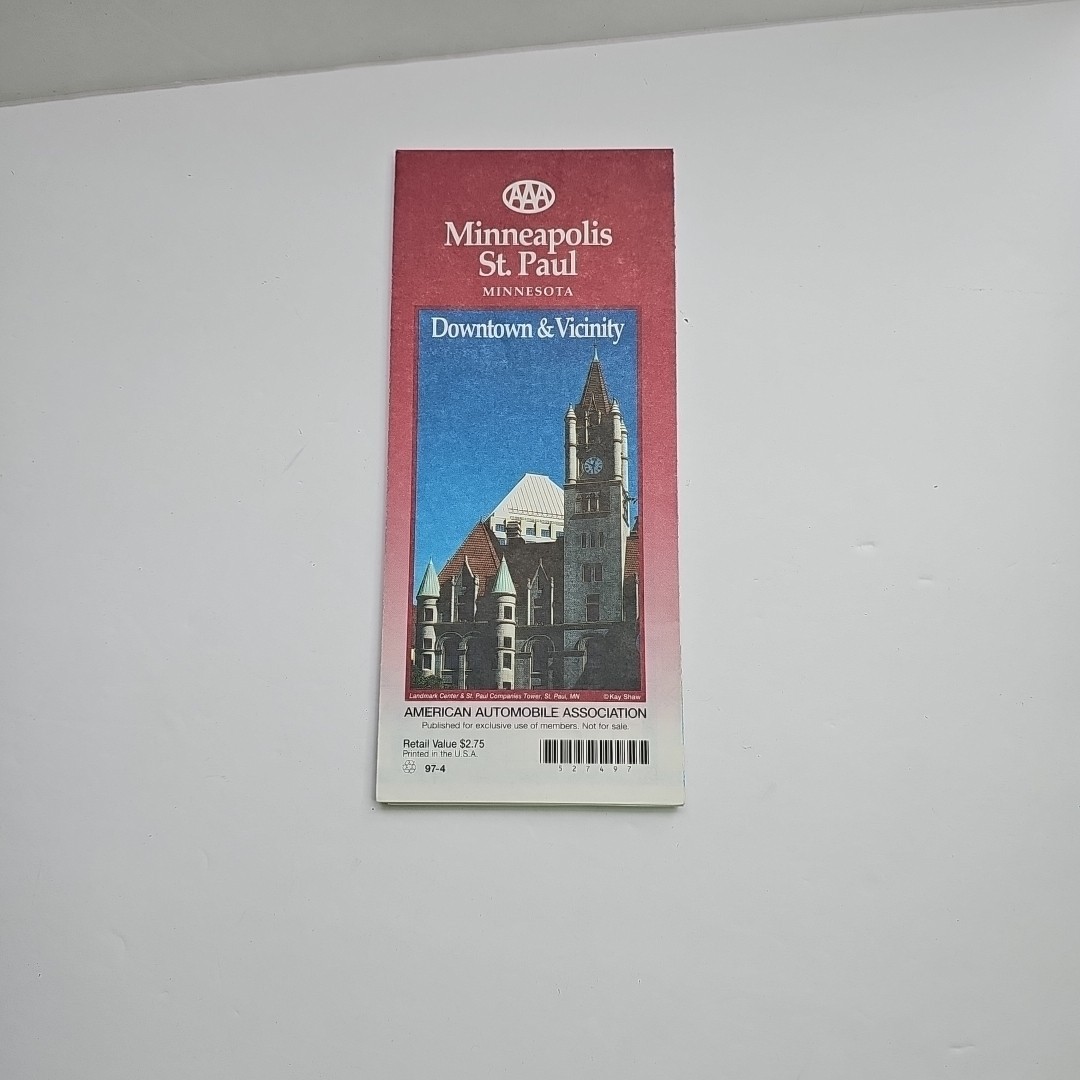 AAA
Minneapolis
St. Paul
MINNESOTA
Downtown & Vicinity
Landmark Center & St. Paul Companies Tower, St. Paul, MN ©Kay Shaw
AMERICAN AUTOMOBILE ASSOCIATION
Published for exclusive use of members. Not for sale.
Retail Value $2.75
Printed in the U.S.A.
97-4
527497